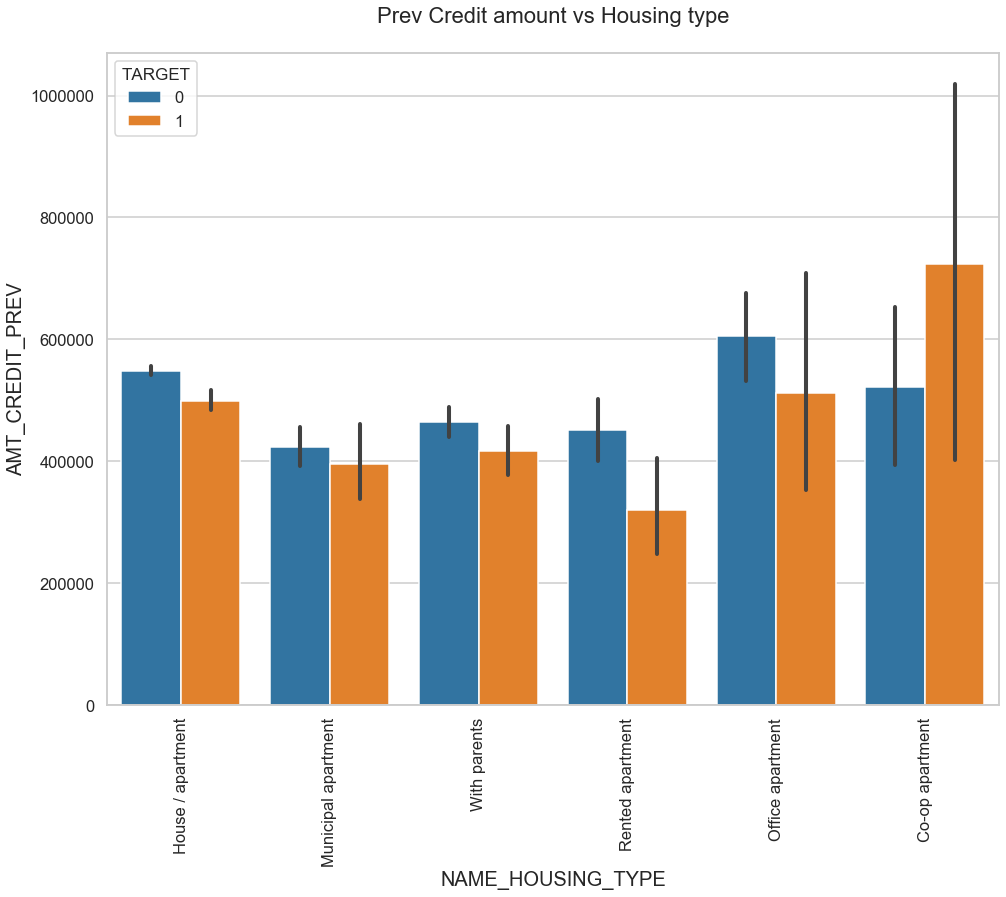 Prev Credit amount vs Housing type
TARGET
0
1
1000000
800000
600000
400000
200000
0
AMT_CREDIT_PREV
House / apartment
Municipal apartment
With parents
Rented apartment
Office apartment
Co-op apartment
NAME_HOUSING_TYPE